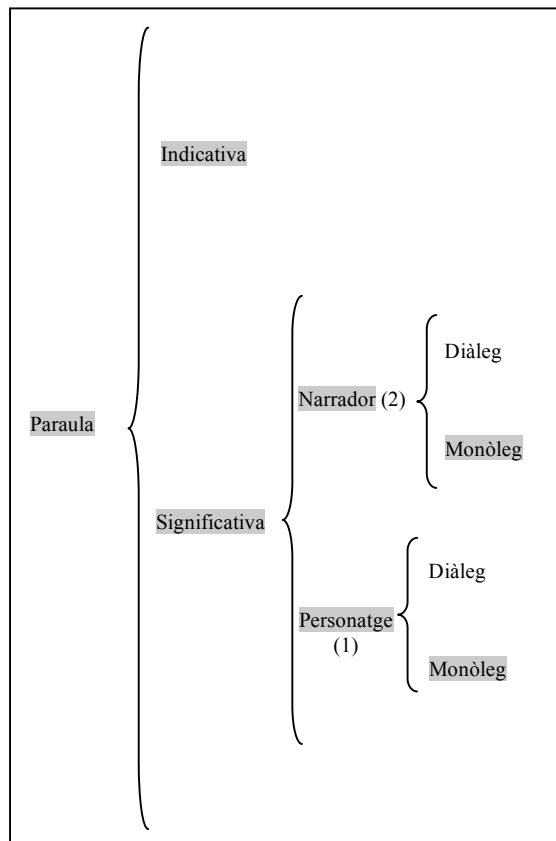 Indicativa
Diàleg
Narrador (2)
Paraula
Monòleg
Significativa
Diàleg
Personatge
(1)
Monòleg